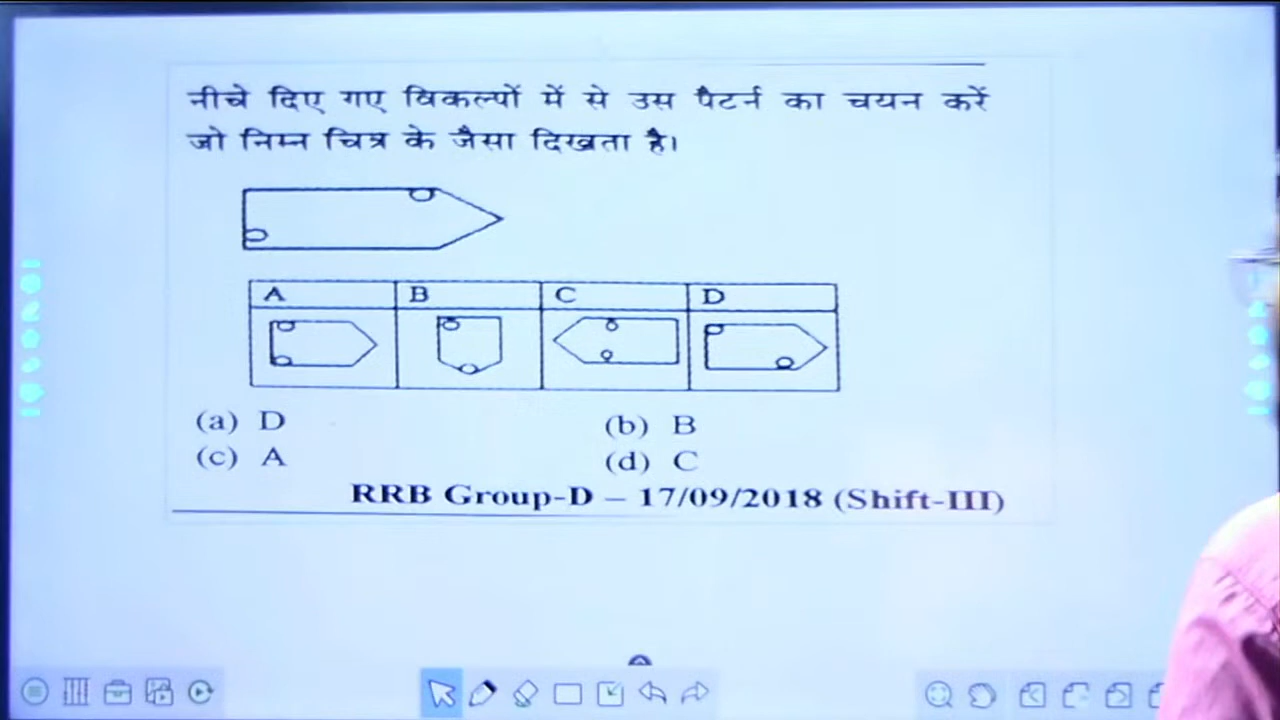 नीचे दिए गए विकल्पों में से उस पैटर्न का चयन करें
जो निम्न चित्र के जैसा दिखता है।
A B C D
(a) D (b) B
(c) A (d) C
RRB Group-D – 17/09/2018 (Shift-III)